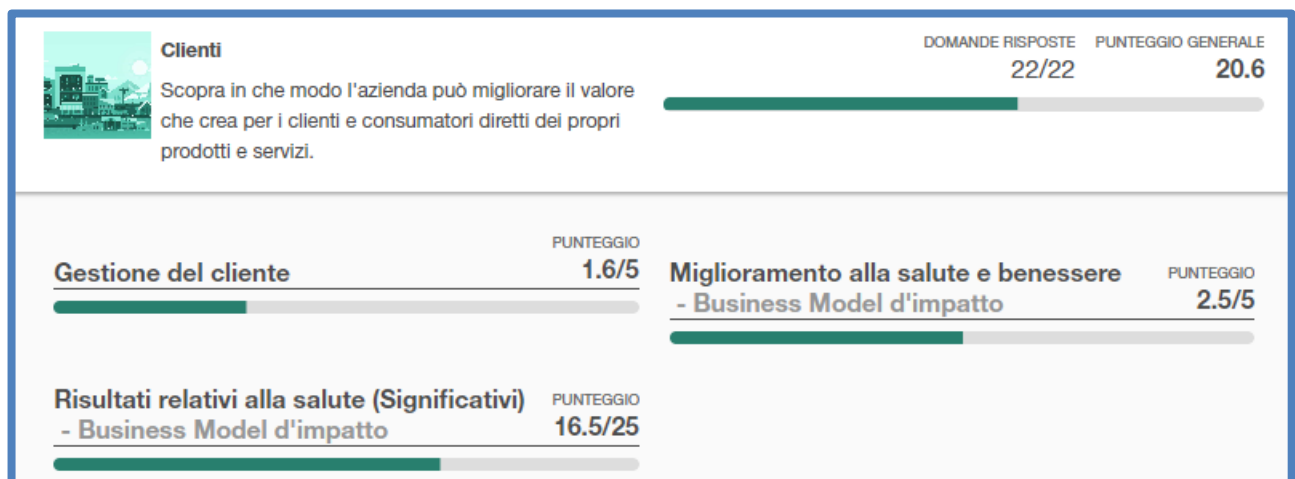 Clienti
Scopra in che modo l'azienda può migliorare il valore
che crea per i clienti e consumatori diretti dei propri
prodotti e servizi.
DOMANDE RISPOSTE PUNTEGGIO GENERALE
22/22 20.6
PUNTEGGIO
Gestione del cliente 1.6/5
Miglioramento alla salute e benessere PUNTEGGIO
- Business Model d'impatto 2.5/5
Risultati relativi alla salute (Significativi) PUNTEGGIO
- Business Model d'impatto 16.5/25